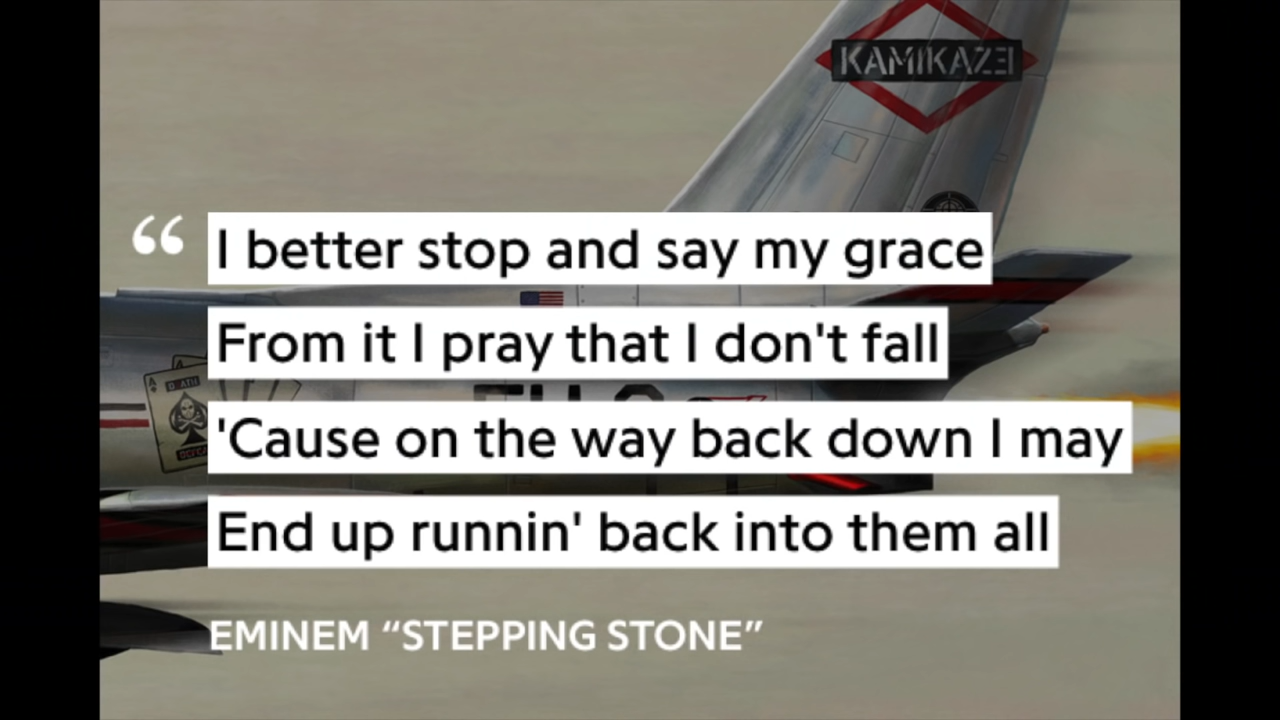 KAMIKAZE
“ I better stop and say my grace
From it I pray that I don't fall
'Cause on the way back down I may
End up runnin' back into them all
EMINEM “STEPPING STONE”